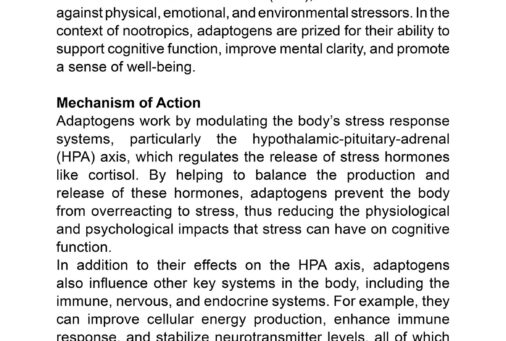 against physical, emotional, and environmental stressors. In the
context of nootropics, adaptogens are prized for their ability to
support cognitive function, improve mental clarity, and promote
a sense of well-being.
Mechanism of Action
Adaptogens work by modulating the body's stress response
systems, particularly the hypothalamic-pituitary-adrenal
(HPA) axis, which regulates the release of stress hormones
like cortisol. By helping to balance the production and
release of these hormones, adaptogens prevent the body
from overreacting to stress, thus reducing the physiological
and psychological impacts that stress can have on cognitive
function.
In addition to their effects on the HPA axis, adaptogens
also influence other key systems in the body, including the
immune, nervous, and endocrine systems. For example, they
can improve cellular energy production, enhance immune
response, and stabilize neurotransmitter levels, all of which